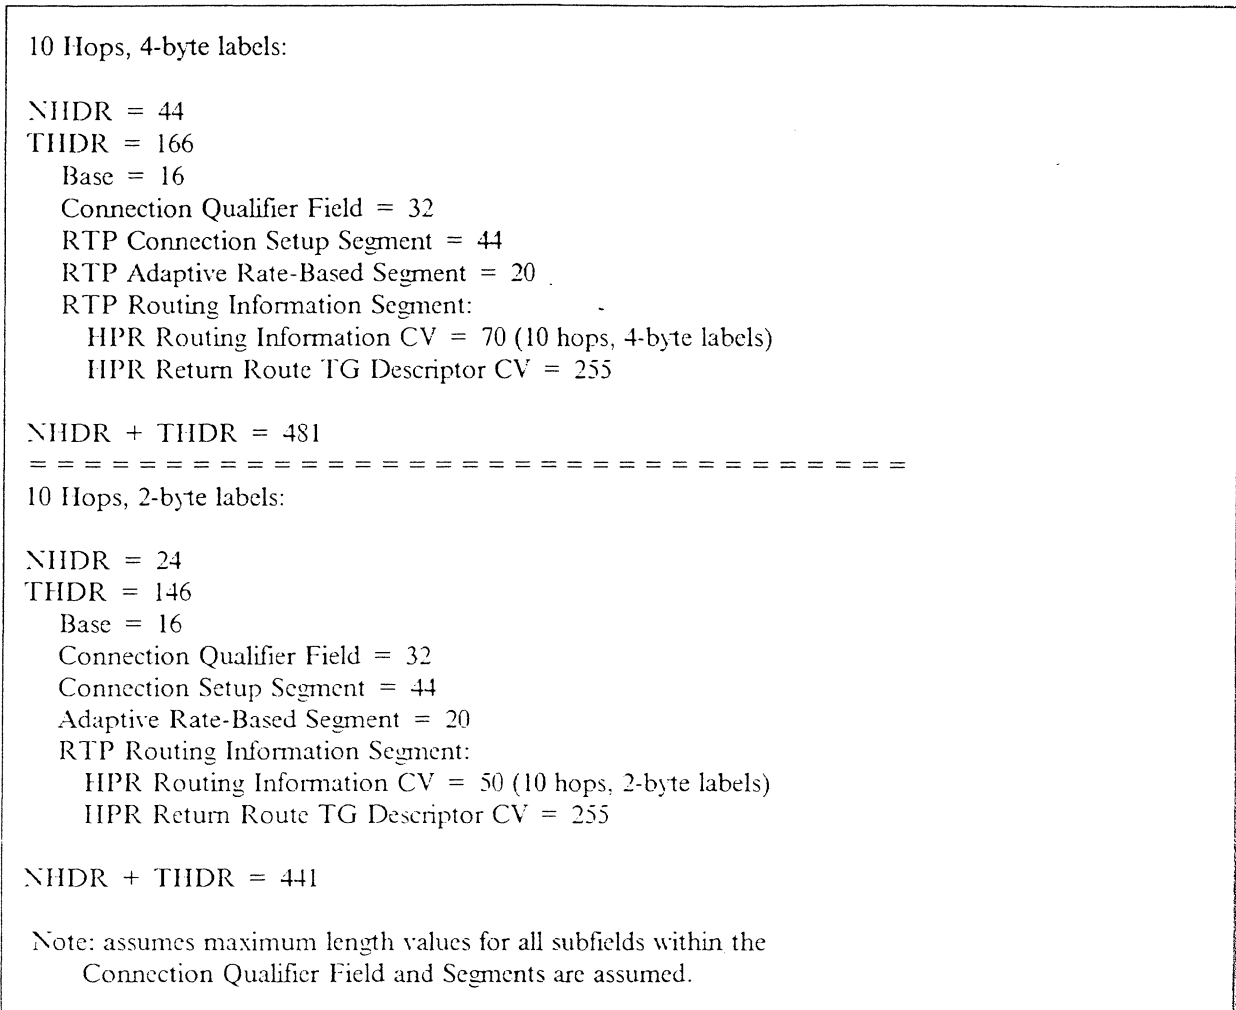 10 Hops, 4-byte labels:
NHDR = 44
THDR = 166
Base = 16
Connection Qualifier Field = 32
RTP Connection Setup Segment = 44
RTP Adaptive Rate-Based Segment = 20
RTP Routing Information Segment:
HPR Routing Information CV = 70 (10 hops, 4-byte labels)
HPR Return Route TG Descriptor CV = 255
NHDR + THDR = 481
= = = = = = = = = = = = = = = = = = = = = = = = = = = = = = = = =
10 Hops, 2-byte labels:
NHDR = 24
THDR = 146
Base = 16
Connection Qualifier Field = 32
Connection Setup Segment = 44
Adaptive Rate-Based Segment = 20
RTP Routing Information Segment:
HPR Routing Information CV = 50 (10 hops, 2-byte labels)
HPR Return Route TG Descriptor CV = 255
NHDR + THDR = 441
Note: assumes maximum length values for all subfields within the
Connection Qualifier Field and Segments are assumed.